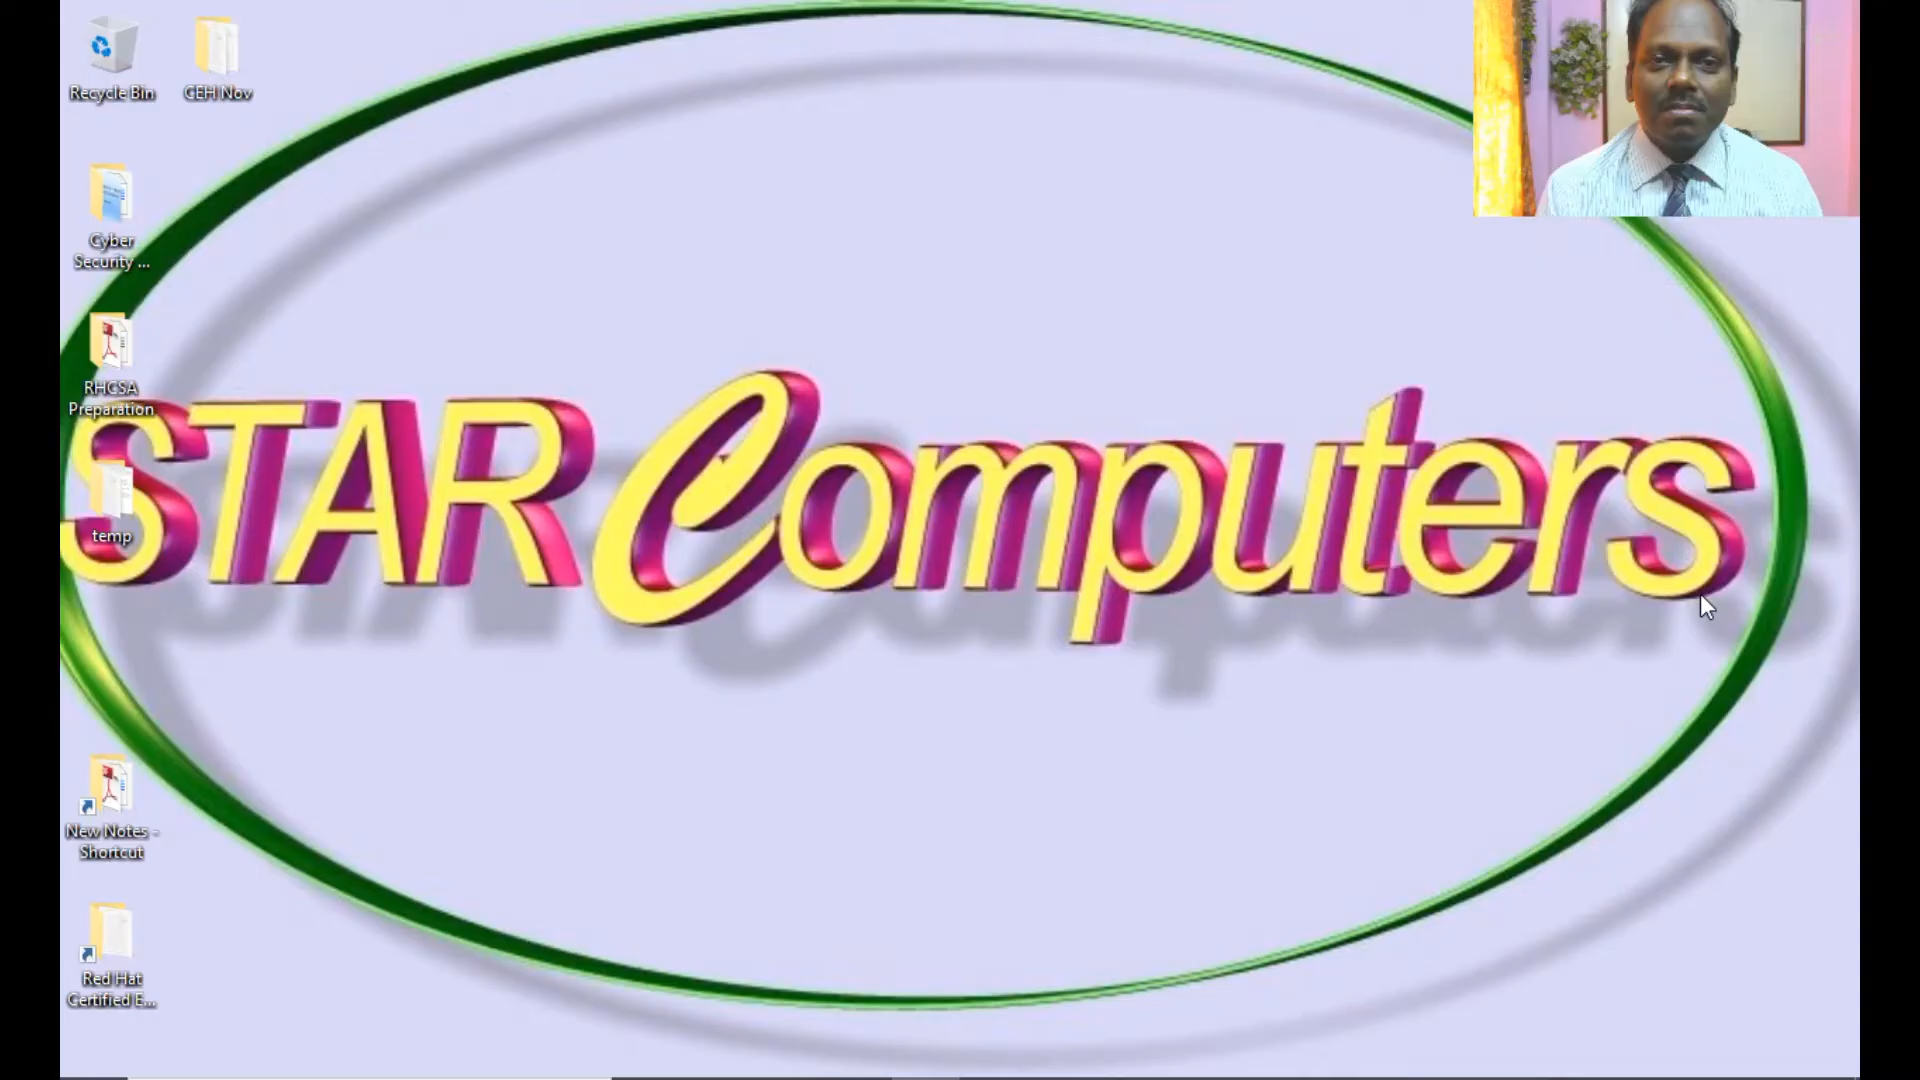 Recycle Bin
CEH Nov
Cyber
Security ...
RHCSA
Preparation
STAR Computers
temp
New Notes -
Shortcut
Red Hat
Certified E...